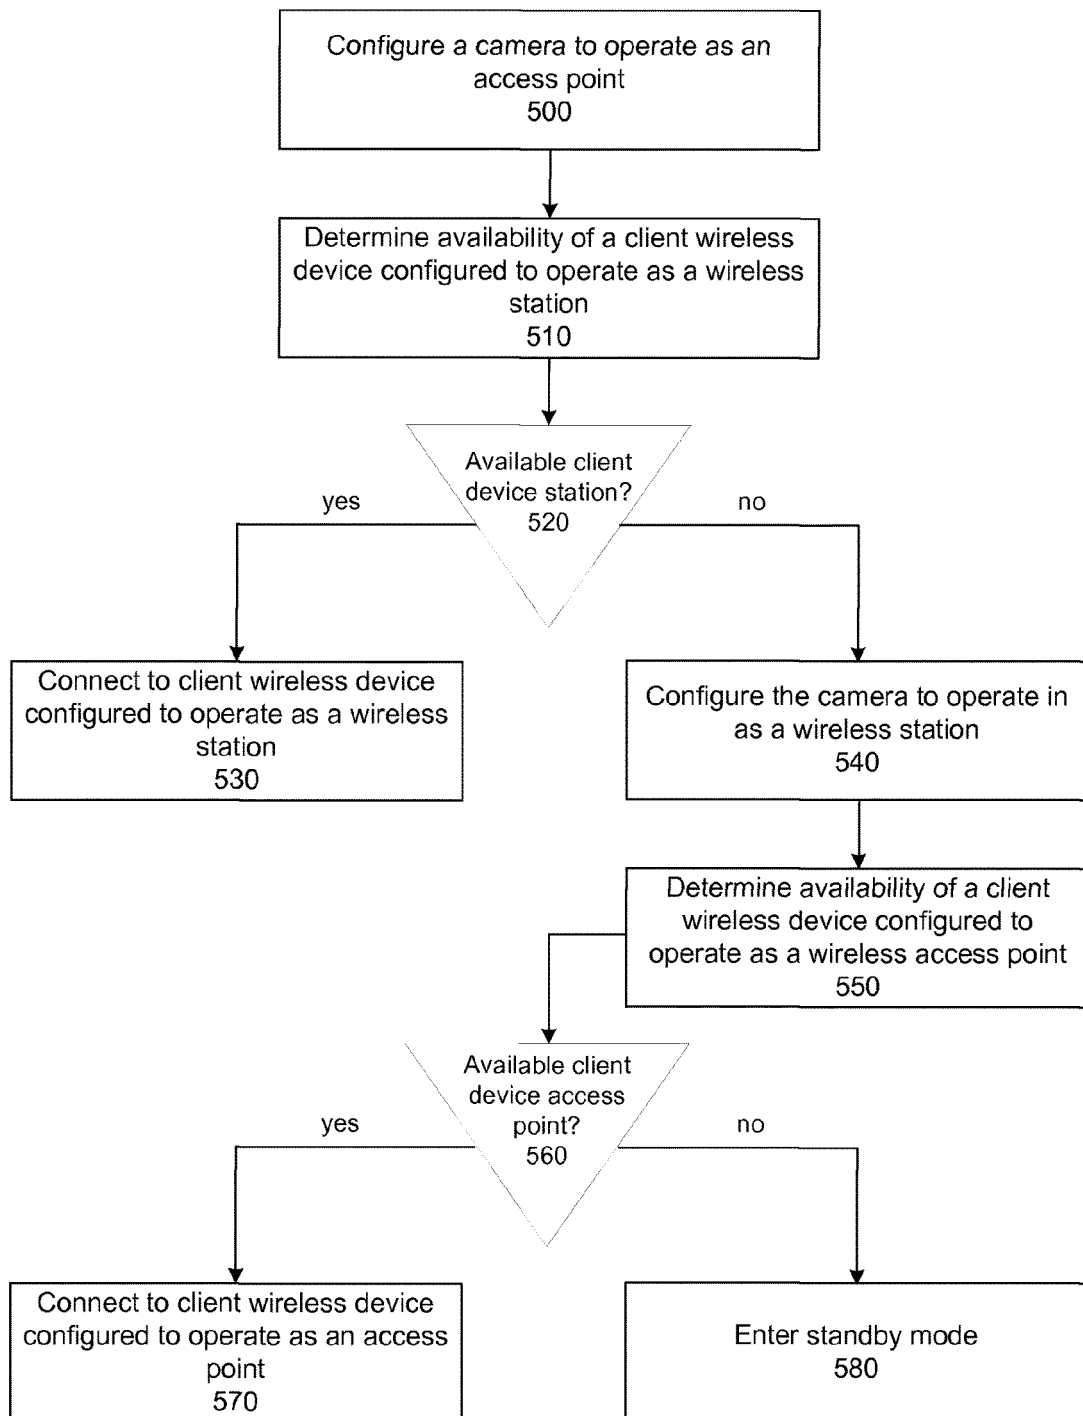 Configure a camera to operate as an
access point
500
Determine availability of a client wireless
device configured to operate as a wireless
station
510
Available client
device station?
520
yes
no
Connect to client wireless device
configured to operate as a wireless
station
530
Configure the camera to operate in
as a wireless station
540
Determine availability of a client
wireless device configured to
operate as a wireless access point
550
Available client
device access
point?
560
yes
no
Connect to client wireless device
configured to operate as an access
point
570
Enter standby mode
580